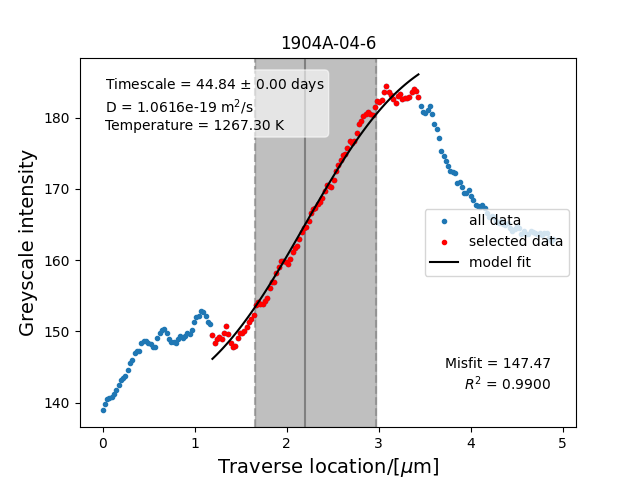 1904A-04-6
Timescale = 44.84 ± 0.00 days
D = 1.0616e-19 m²/s
Temperature = 1267.30 K
Greyscale intensity
180
170
160
150
140
all data
selected data
model fit
Misfit = 147.47
R² = 0.9900
0 1 2 3 4 5
Traverse location/[μm]